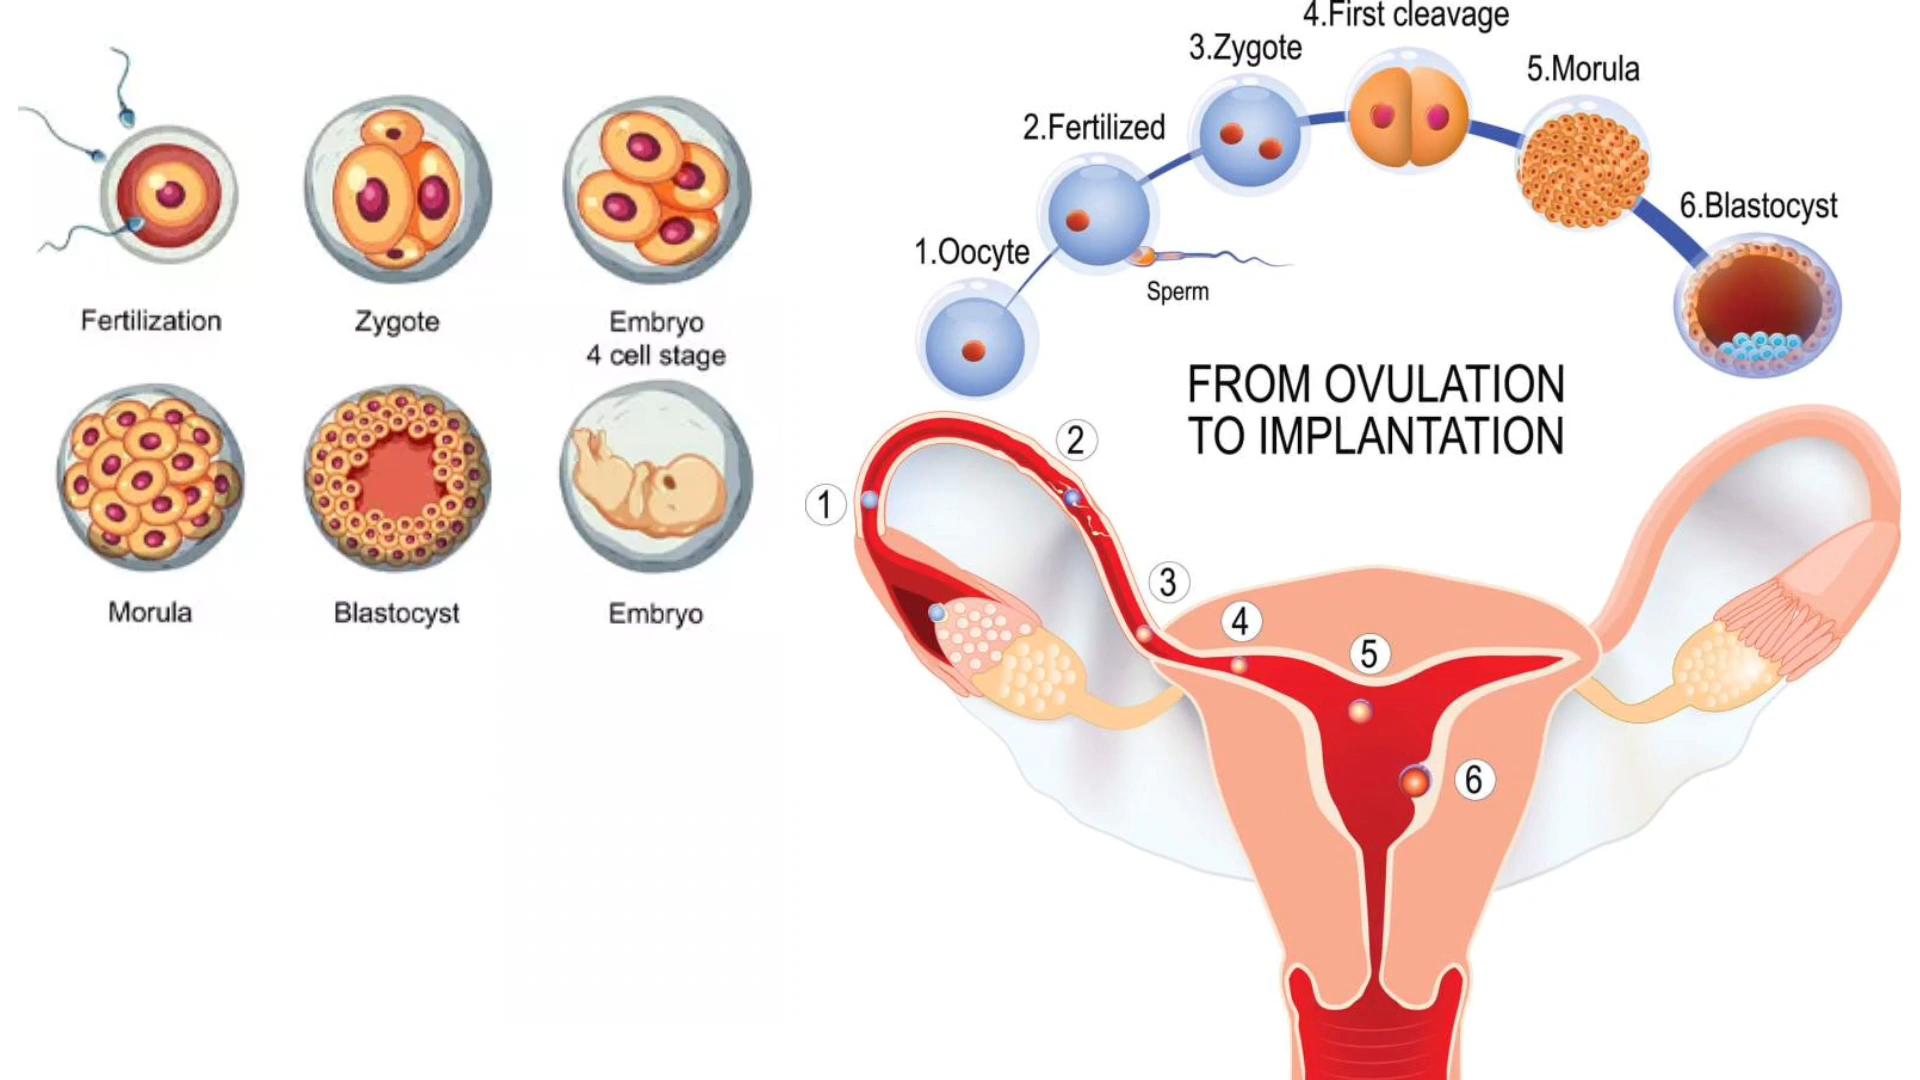 Fertilization
Zygote
Embryo
4 cell stage
Morula
Blastocyst
Embryo
4.First cleavage
3.Zygote
5.Morula
2.Fertilized
6.Blastocyst
1.Oocyte
Sperm
FROM OVULATION
TO IMPLANTATION
2
1
3
4
5
6